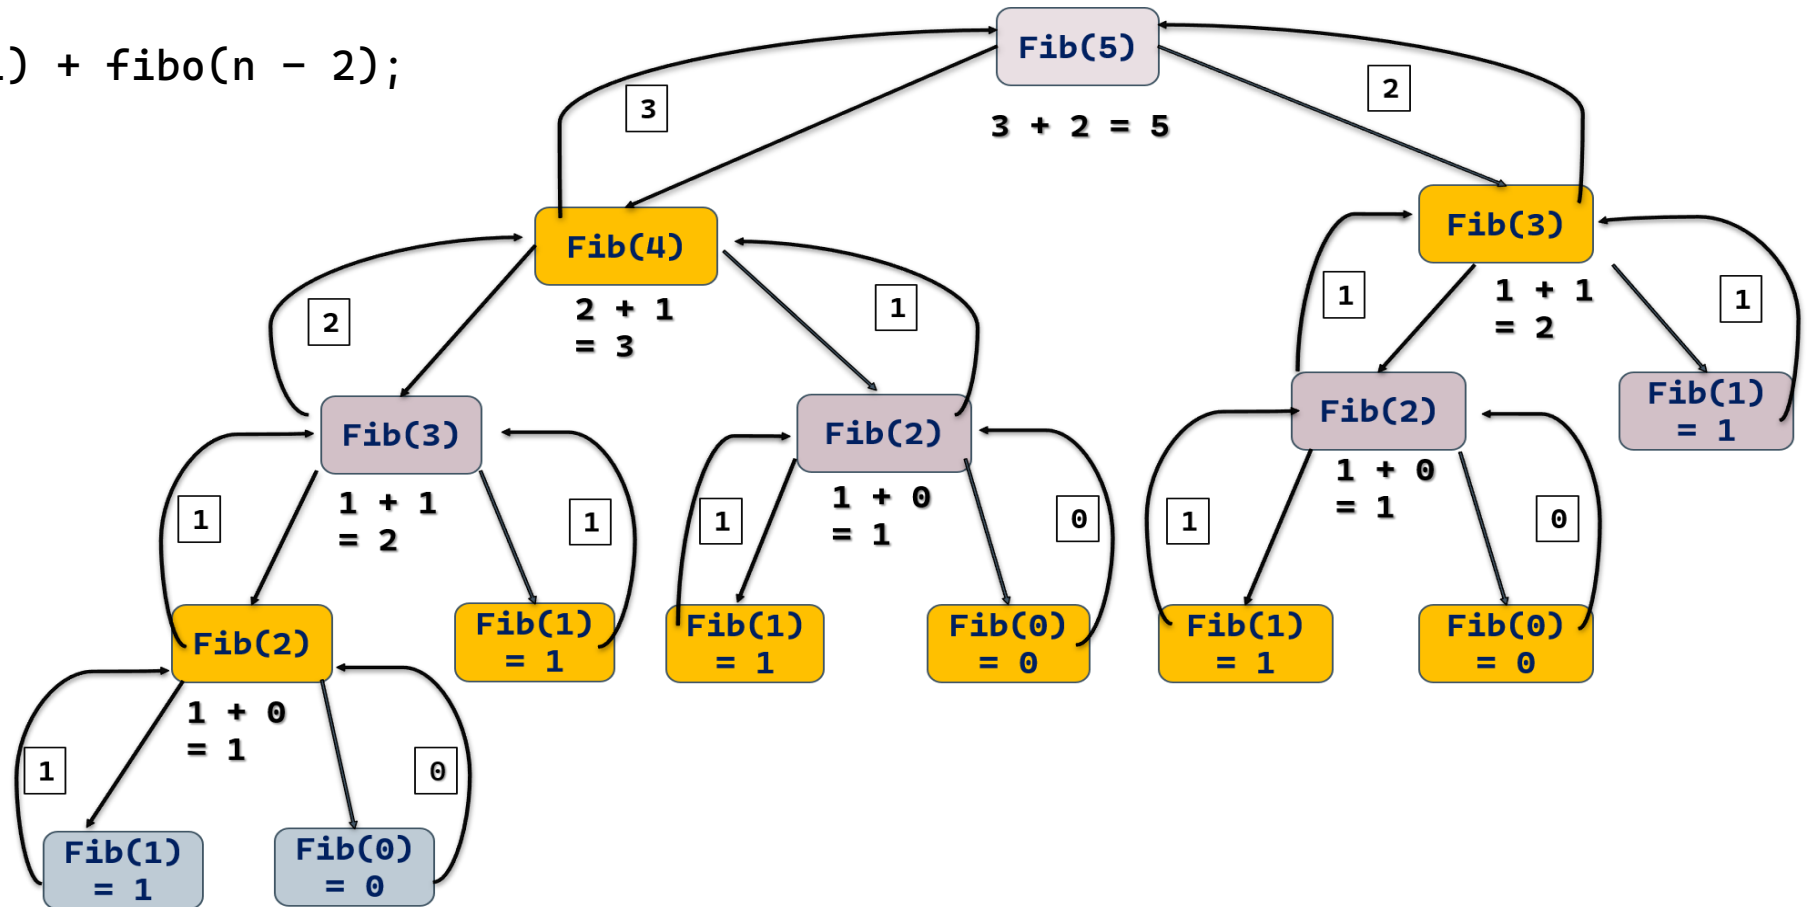 ) + fibo(n - 2);
Fib(5)
3
2
3 + 2 = 5
Fib(4)
Fib(3)
2
2 + 1
= 3
1
1
1 + 1
= 2
1
Fib(3)
Fib(2)
Fib(2)
Fib(1)
= 1
1
1 + 1
= 2
1
1
1 + 0
= 1
0
1
1 + 0
= 1
0
Fib(2)
Fib(1)
= 1
Fib(1)
= 1
Fib(0)
= 0
Fib(1)
= 1
Fib(0)
= 0
1
1 + 0
= 1
0
Fib(1)
= 1
Fib(0)
= 0